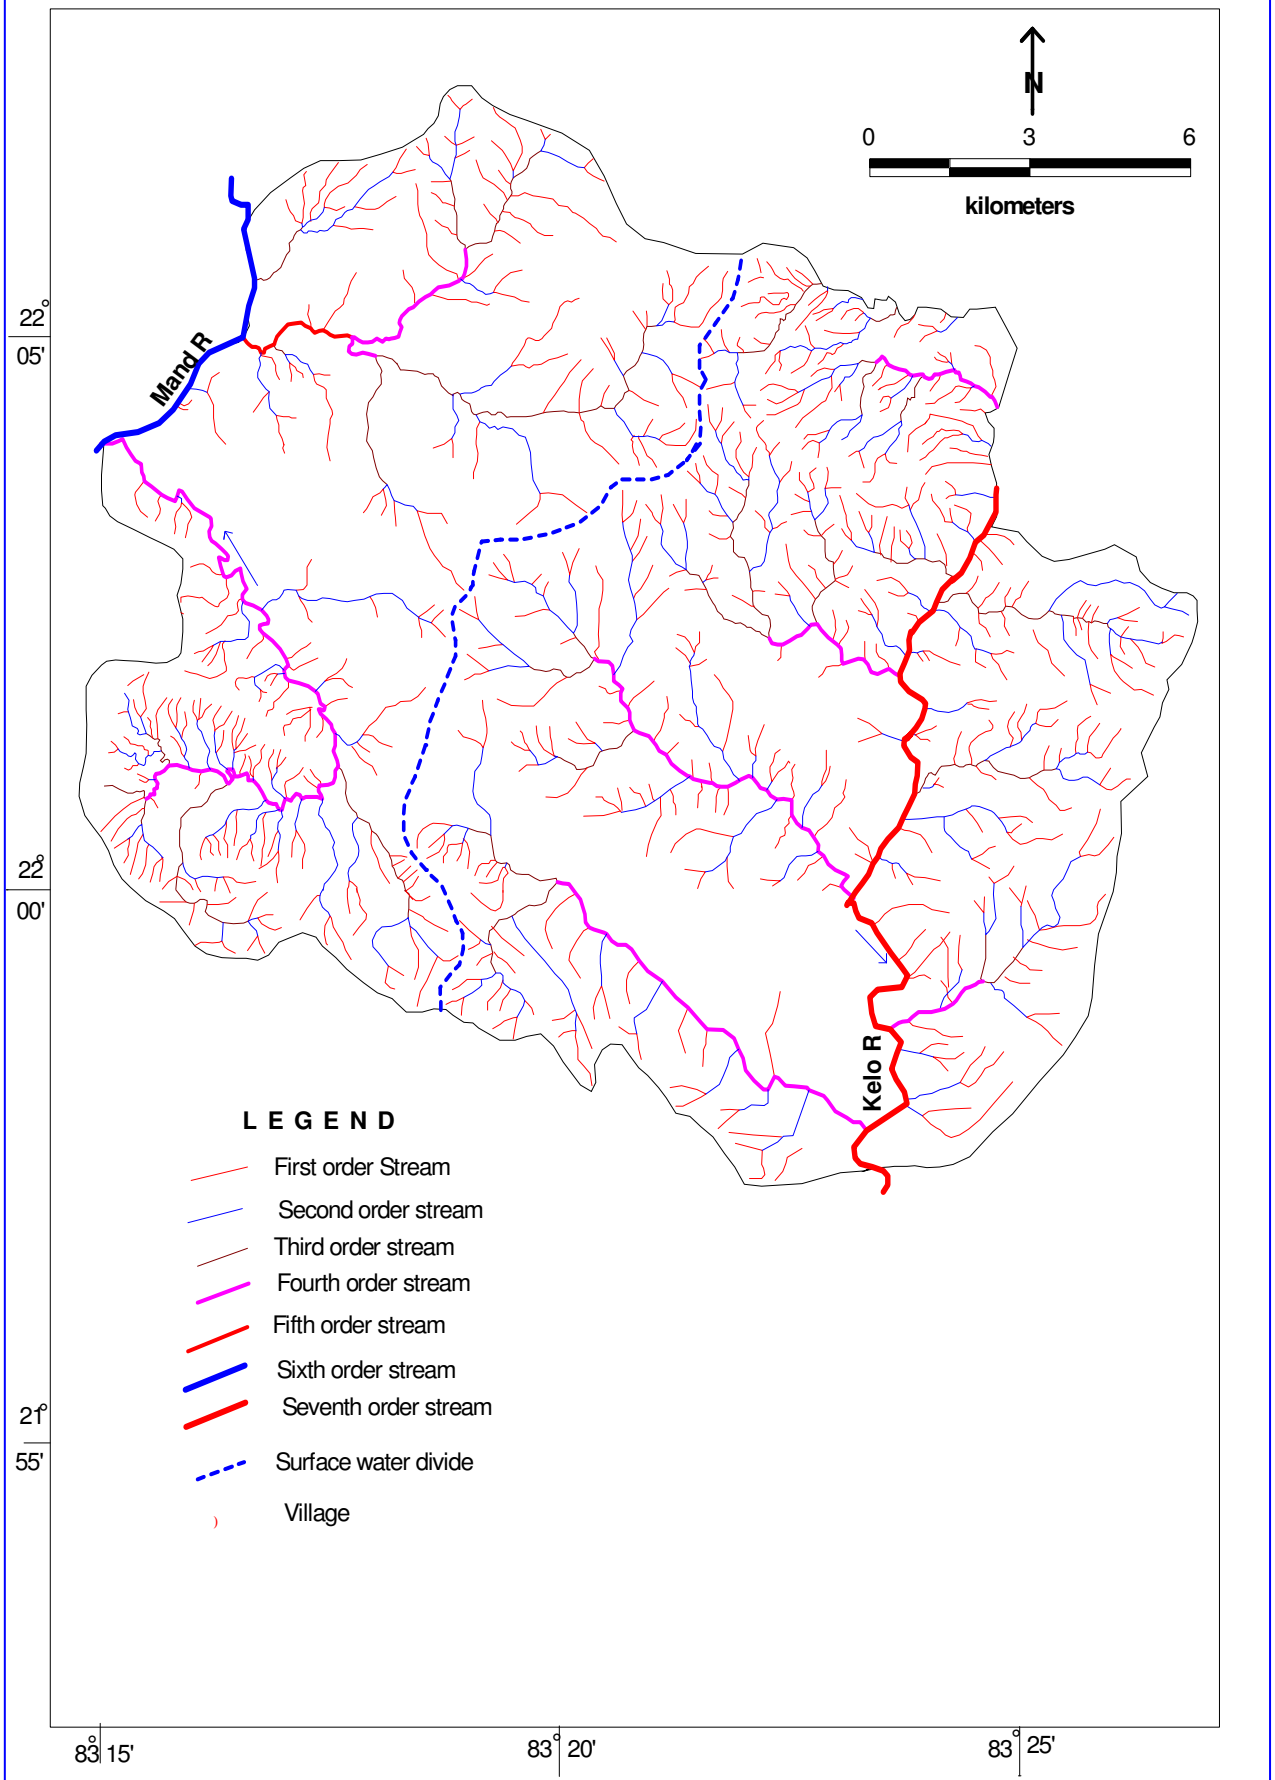 N
0 3 6
kilometers
22°
05'
Mand R
22°
00'
Kelo R
LEGEND
First order Stream
Second order stream
Third order stream
Fourth order stream
Fifth order stream
Sixth order stream
Seventh order stream
21°
55'
Surface water divide
Village
83° 15' 83° 20' 83° 25'